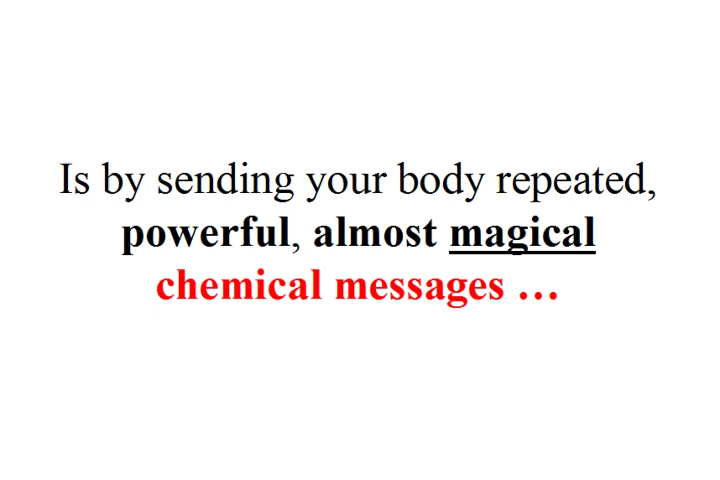 Is by sending your body repeated,
powerful, almost magical
chemical messages …